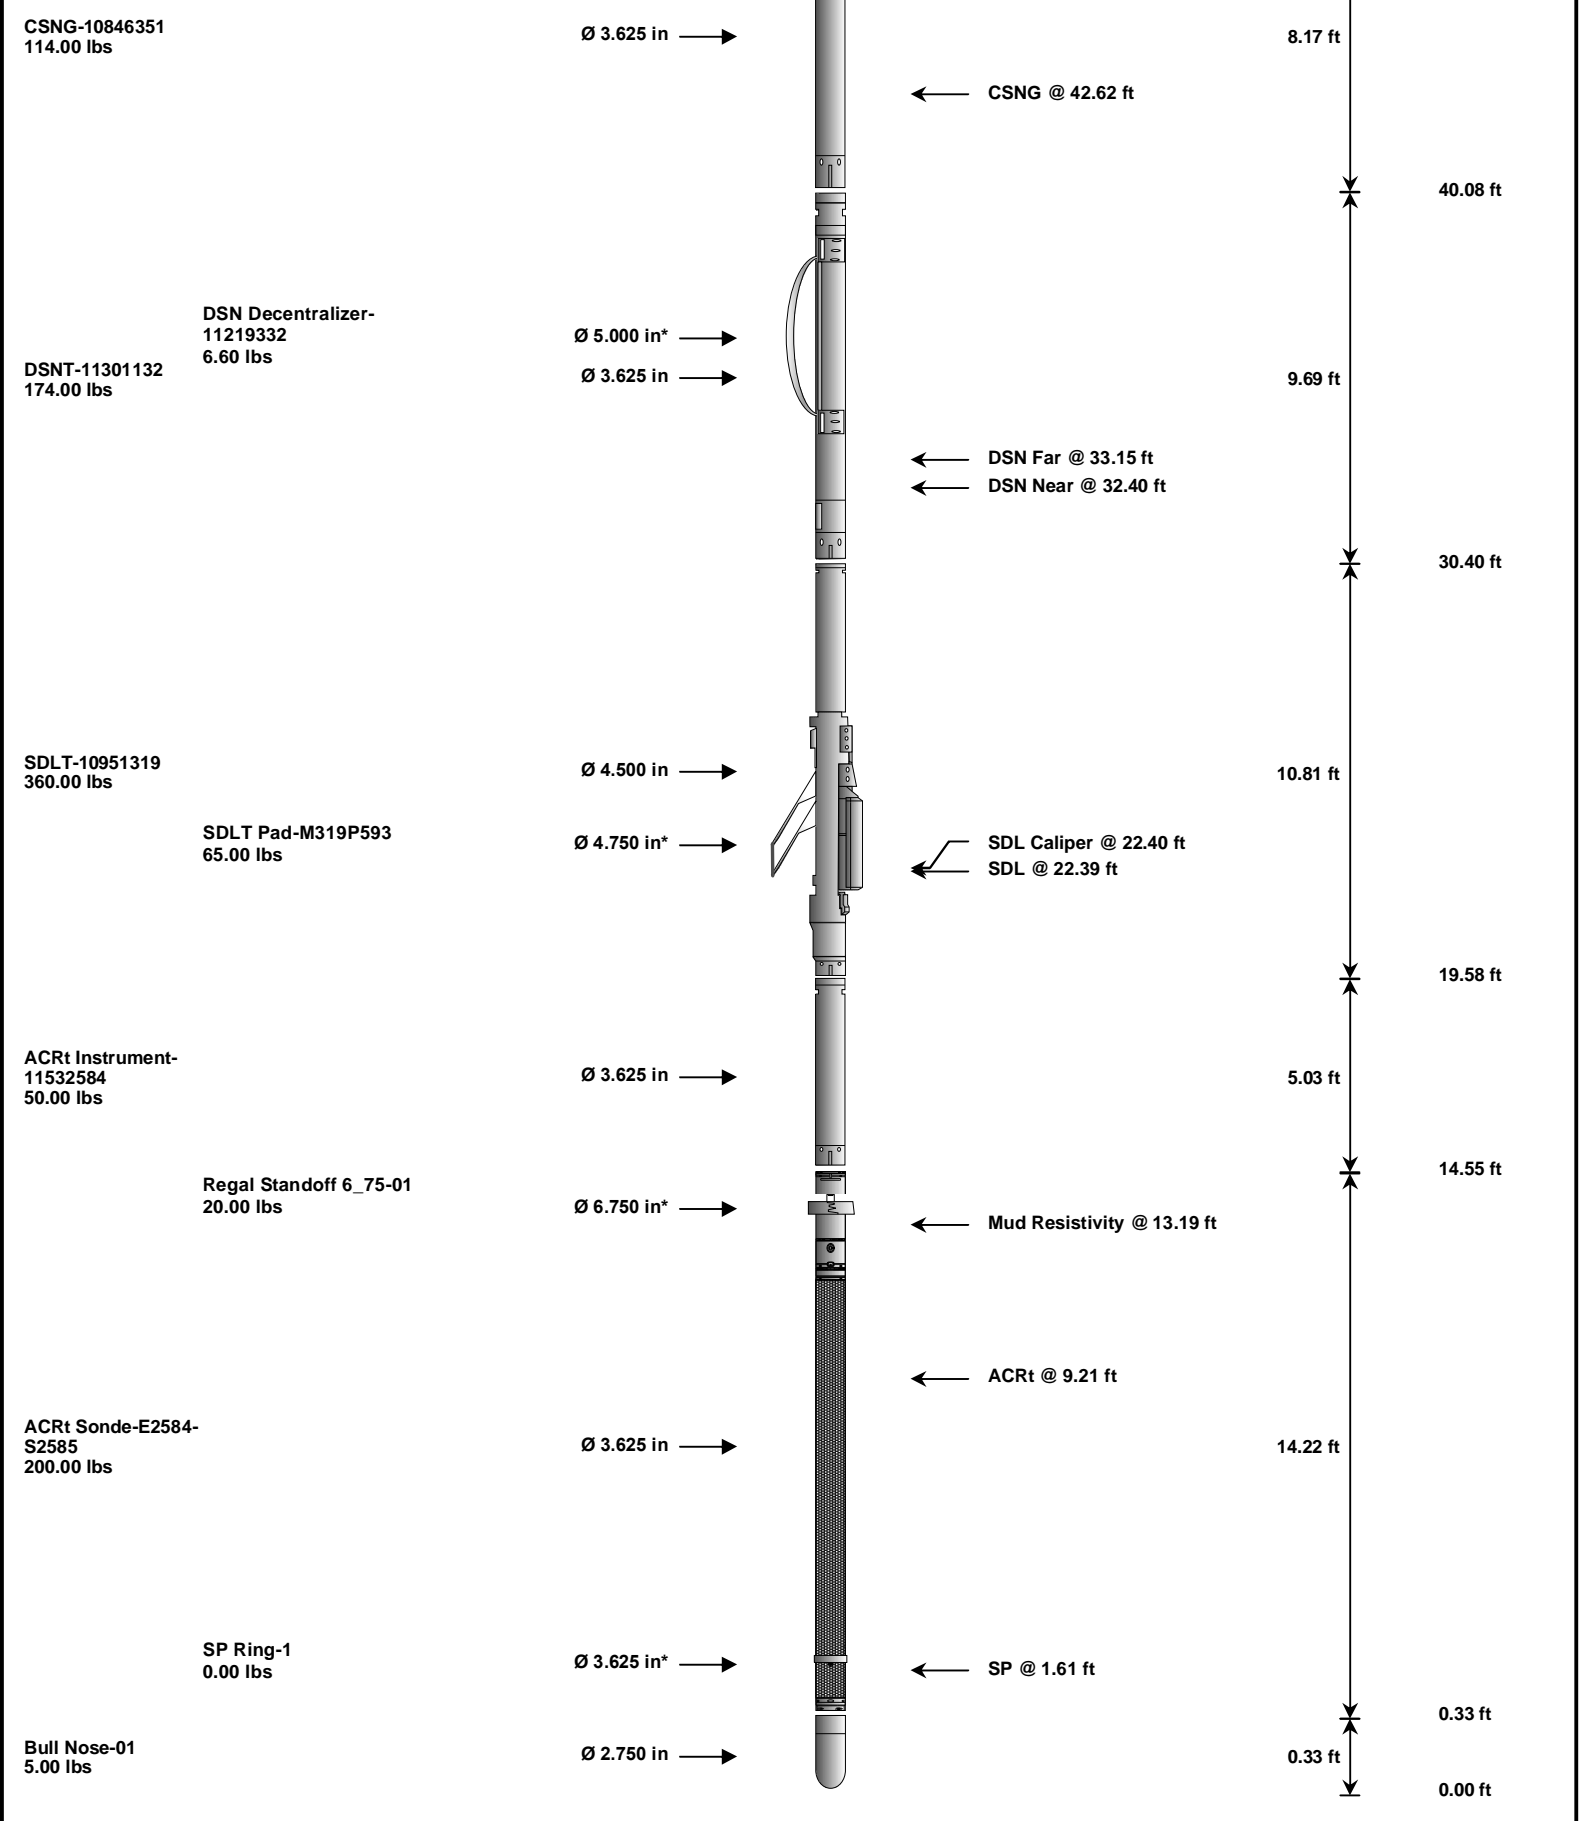 CSNG-10846351
114.00 lbs
Ø 3.625 in
8.17 ft
CSNG @ 42.62 ft
40.08 ft
DSN Decentralizer-
11219332
6.60 lbs
Ø 5.000 in*
DSNT-11301132
174.00 lbs
Ø 3.625 in
9.69 ft
DSN Far @ 33.15 ft
DSN Near @ 32.40 ft
30.40 ft
SDLT-10951319
360.00 lbs
Ø 4.500 in
10.81 ft
SDLT Pad-M319P593
65.00 lbs
Ø 4.750 in*
SDL Caliper @ 22.40 ft
SDL @ 22.39 ft
19.58 ft
ACRt Instrument-
11532584
50.00 lbs
Ø 3.625 in
5.03 ft
14.55 ft
Regal Standoff 6_75-01
20.00 lbs
Ø 6.750 in*
Mud Resistivity @ 13.19 ft
ACRt @ 9.21 ft
ACRt Sonde-E2584-
S2585
200.00 lbs
Ø 3.625 in
14.22 ft
SP Ring-1
0.00 lbs
Ø 3.625 in*
SP @ 1.61 ft
0.33 ft
Bull Nose-01
5.00 lbs
Ø 2.750 in
0.33 ft
0.00 ft